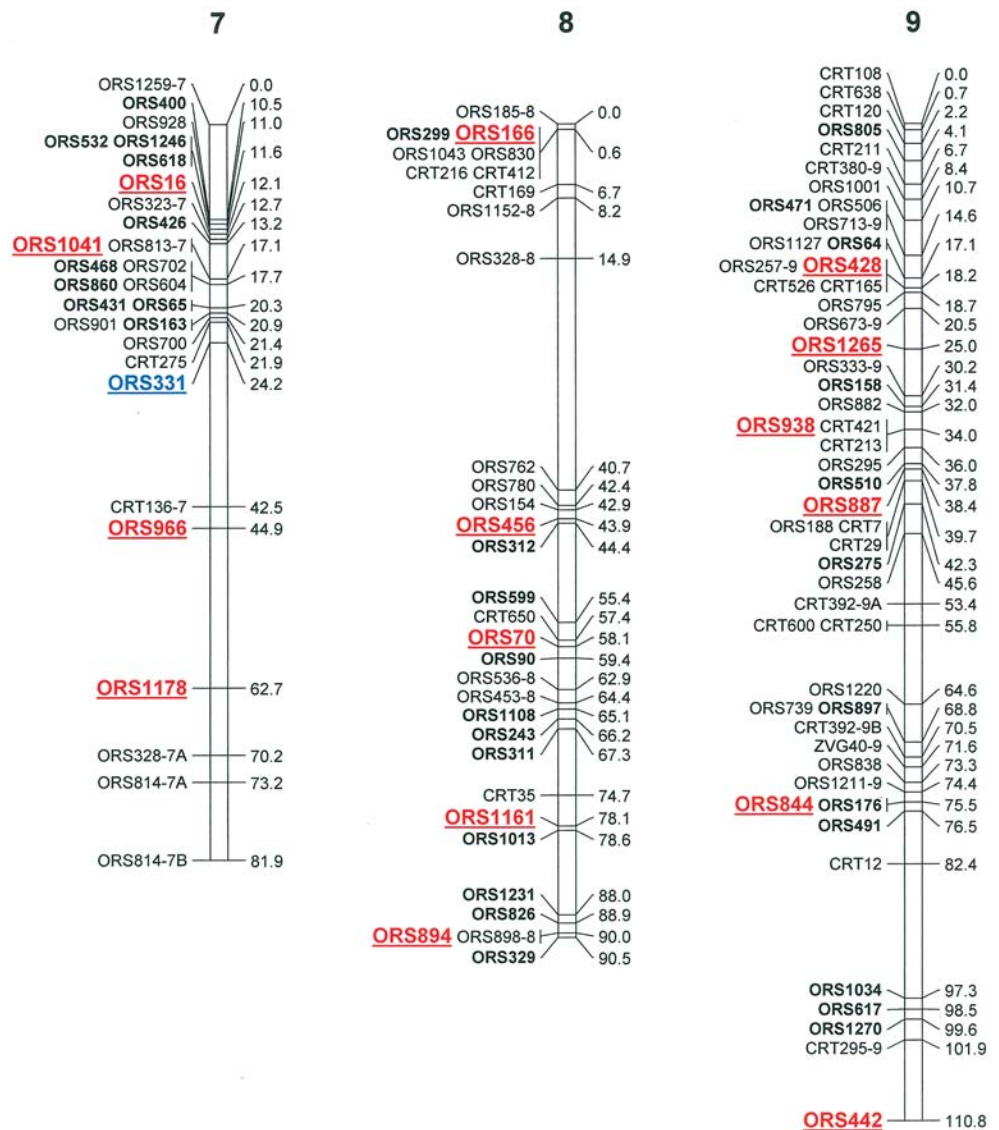 7
ORS1259-7 0.0
ORS400 10.5
ORS928 11.0
ORS532 ORS1246
11.6
ORS618
ORS16 12.1
ORS323-7 12.7
ORS426 13.2
ORS1041 ORS813-7 17.1
ORS468 ORS702
17.7
ORS860 ORS604
ORS431 ORS65 20.3
ORS901 ORS163 20.9
ORS700 21.4
CRT275 21.9
ORS331 24.2
CRT136-7 42.5
ORS966 44.9
ORS1178 62.7
ORS328-7A 70.2
ORS814-7A 73.2
ORS814-7B 81.9
8
ORS185-8 0.0
ORS299 ORS166
ORS1043 ORS830 0.6
CRT216 CRT412
CRT169 6.7
ORS1152-8 8.2
ORS328-8 14.9
ORS762 40.7
ORS780 42.4
ORS154 42.9
ORS456 43.9
ORS312 44.4
ORS599 55.4
CRT650 57.4
ORS70 58.1
ORS90 59.4
ORS536-8 62.9
ORS453-8 64.4
ORS1108 65.1
ORS243 66.2
ORS311 67.3
CRT35 74.7
ORS1161 78.1
ORS1013 78.6
ORS1231 88.0
ORS826 88.9
ORS894 ORS898-8 90.0
ORS329 90.5
9
CRT108 0.0
CRT638 0.7
CRT120 2.2
ORS805 4.1
CRT211 6.7
CRT380-9 8.4
ORS1001 10.7
ORS471 ORS506
14.6
ORS713-9
ORS1127 ORS64 17.1
ORS257-9 ORS428
18.2
CRT526 CRT165
ORS795 18.7
ORS673-9 20.5
ORS1265 25.0
ORS333-9 30.2
ORS158 31.4
ORS882 32.0
ORS938 CRT421
34.0
CRT213
ORS295 36.0
ORS510 37.8
ORS887 38.4
ORS188 CRT7
39.7
CRT29
ORS275 42.3
ORS258 45.6
CRT392-9A 53.4
CRT600 CRT250 55.8
ORS1220 64.6
ORS739 ORS897 68.8
CRT392-9B 70.5
ZVG40-9 71.6
ORS838 73.3
ORS1211-9 74.4
ORS844 ORS176 75.5
ORS491 76.5
CRT12 82.4
ORS1034 97.3
ORS617 98.5
ORS1270 99.6
CRT295-9 101.9
ORS442 110.8